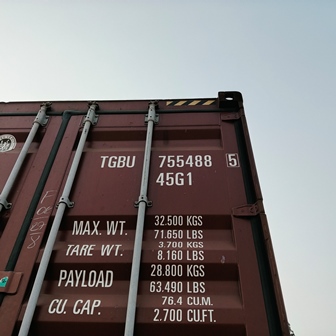 TGBU 755488 5
45G1
MAX. WT. 32.500 KGS
71.650 LBS
TARE WT. 3.700 KGS
8.160 LBS
PAYLOAD 28.800 KGS
63.490 LBS
CU. CAP. 76.4 CU.M.
2.700 CU.FT.